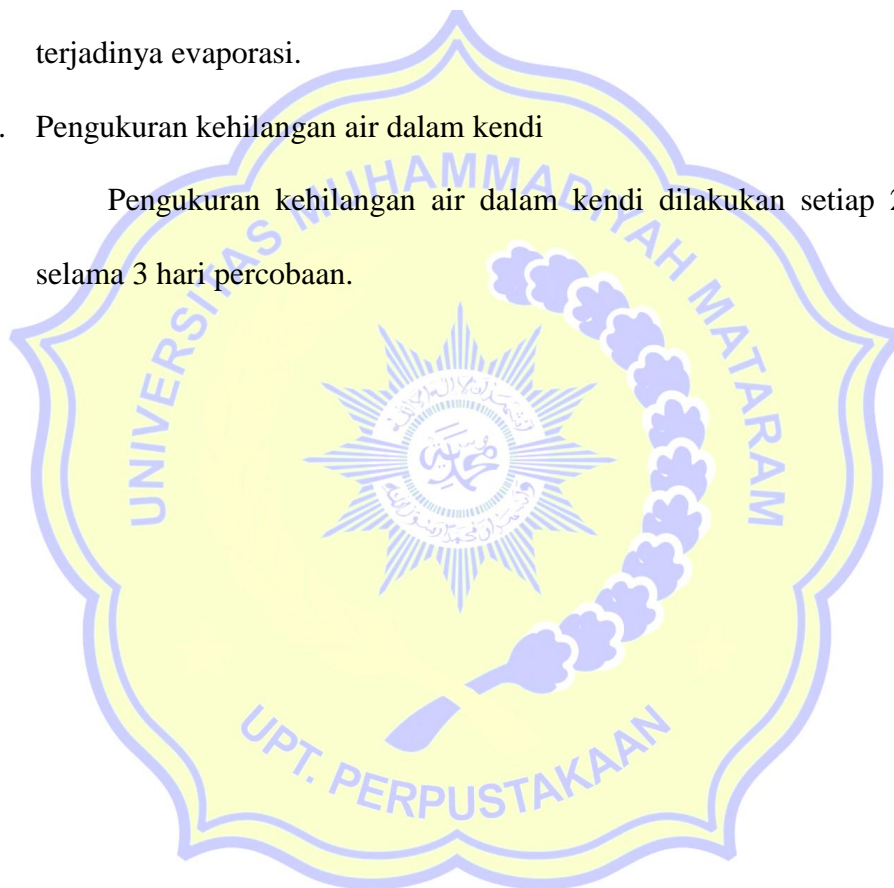 terjadinya evaporasi.
. Pengukuran kehilangan air dalam kendi
Pengukuran kehilangan air dalam kendi dilakukan setiap 2
selama 3 hari percobaan.
UNIVERSITAS MUHAMMADIYAH MATARAM
UPT. PERPUSTAKAAN